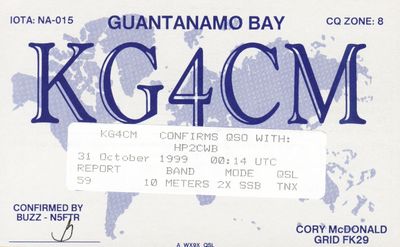 IOTA: NA-015 GUANTANAMO BAY CQ ZONE: 8
KG4CM
KG4CM CONFIRMS QSO WITH:
HP2CWB
31 October 1999 00:14 UTC
REPORT BAND MODE QSL
59 10 METERS 2X SSB TNX
CONFIRMED BY
BUZZ - N5FTR
CORY McDONALD
GRID FK29
A WX9X QSL